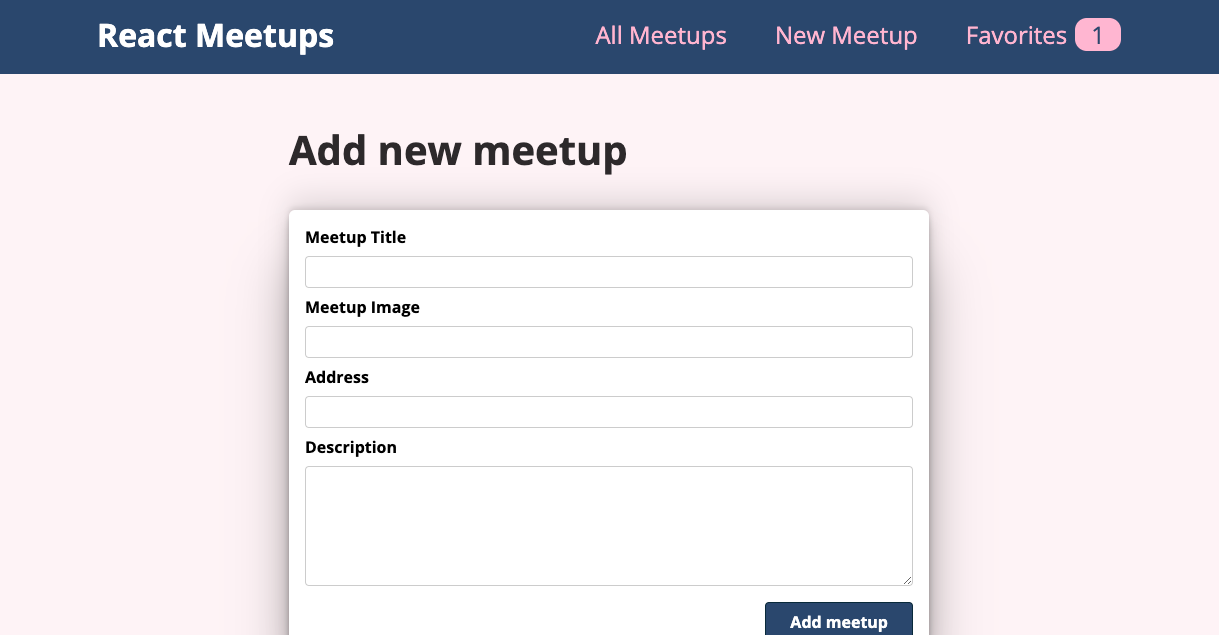 React Meetups All Meetups New Meetup Favorites 1
Add new meetup
Meetup Title
Meetup Image
Address
Description
Add meetup